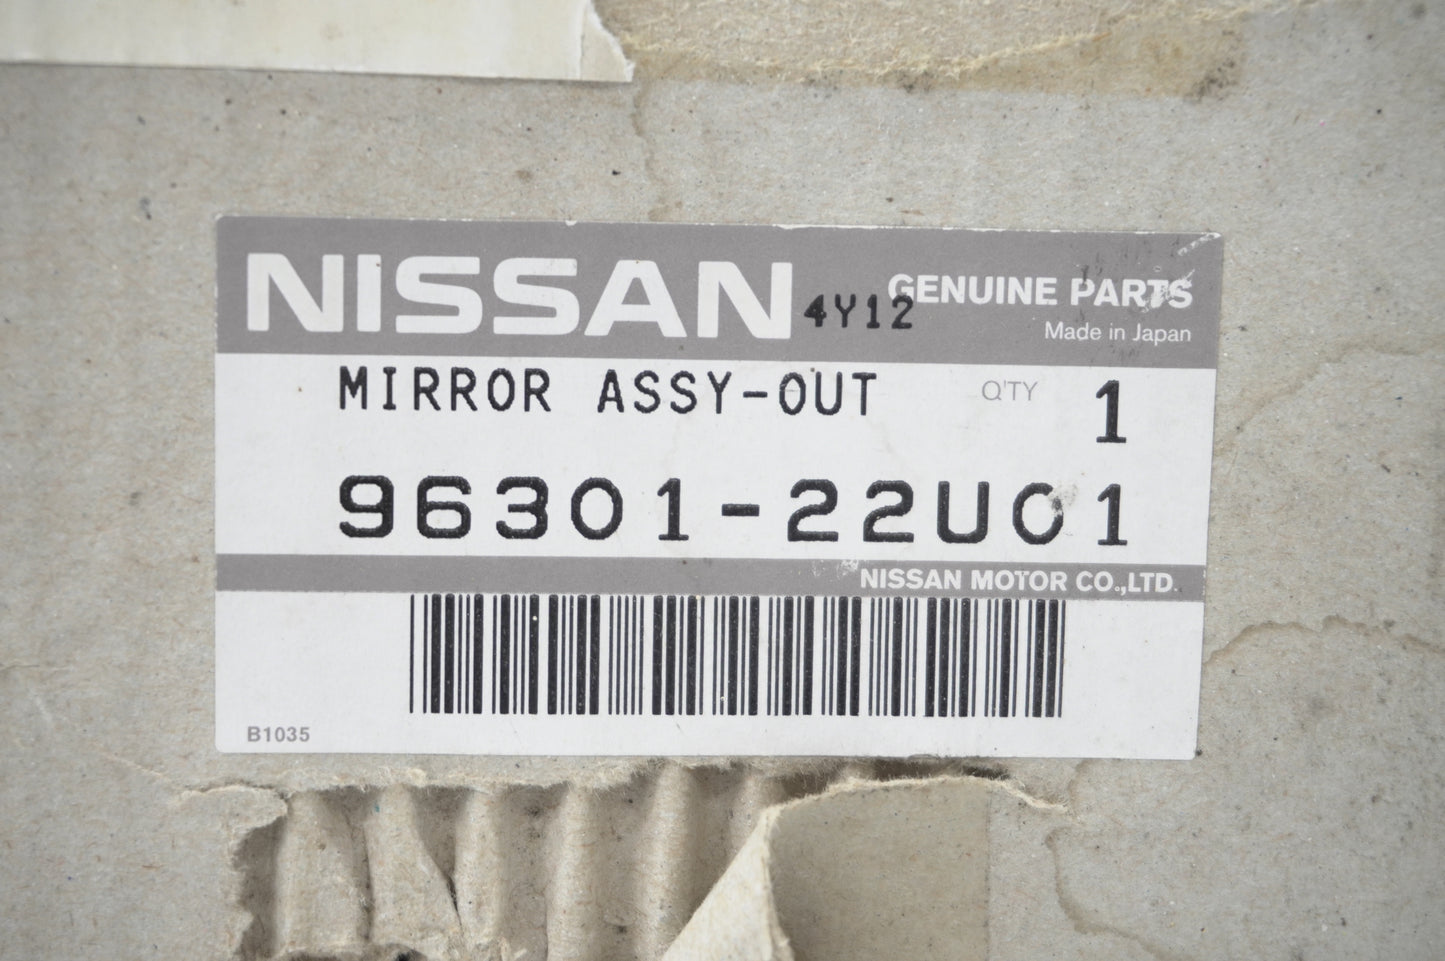 NISSAN 4Y12 GENUINE PARTS
Made in Japan
MIRROR ASSY-OUT Q'TY 1
96301-22U01
NISSAN MOTOR CO.,LTD.
B1035